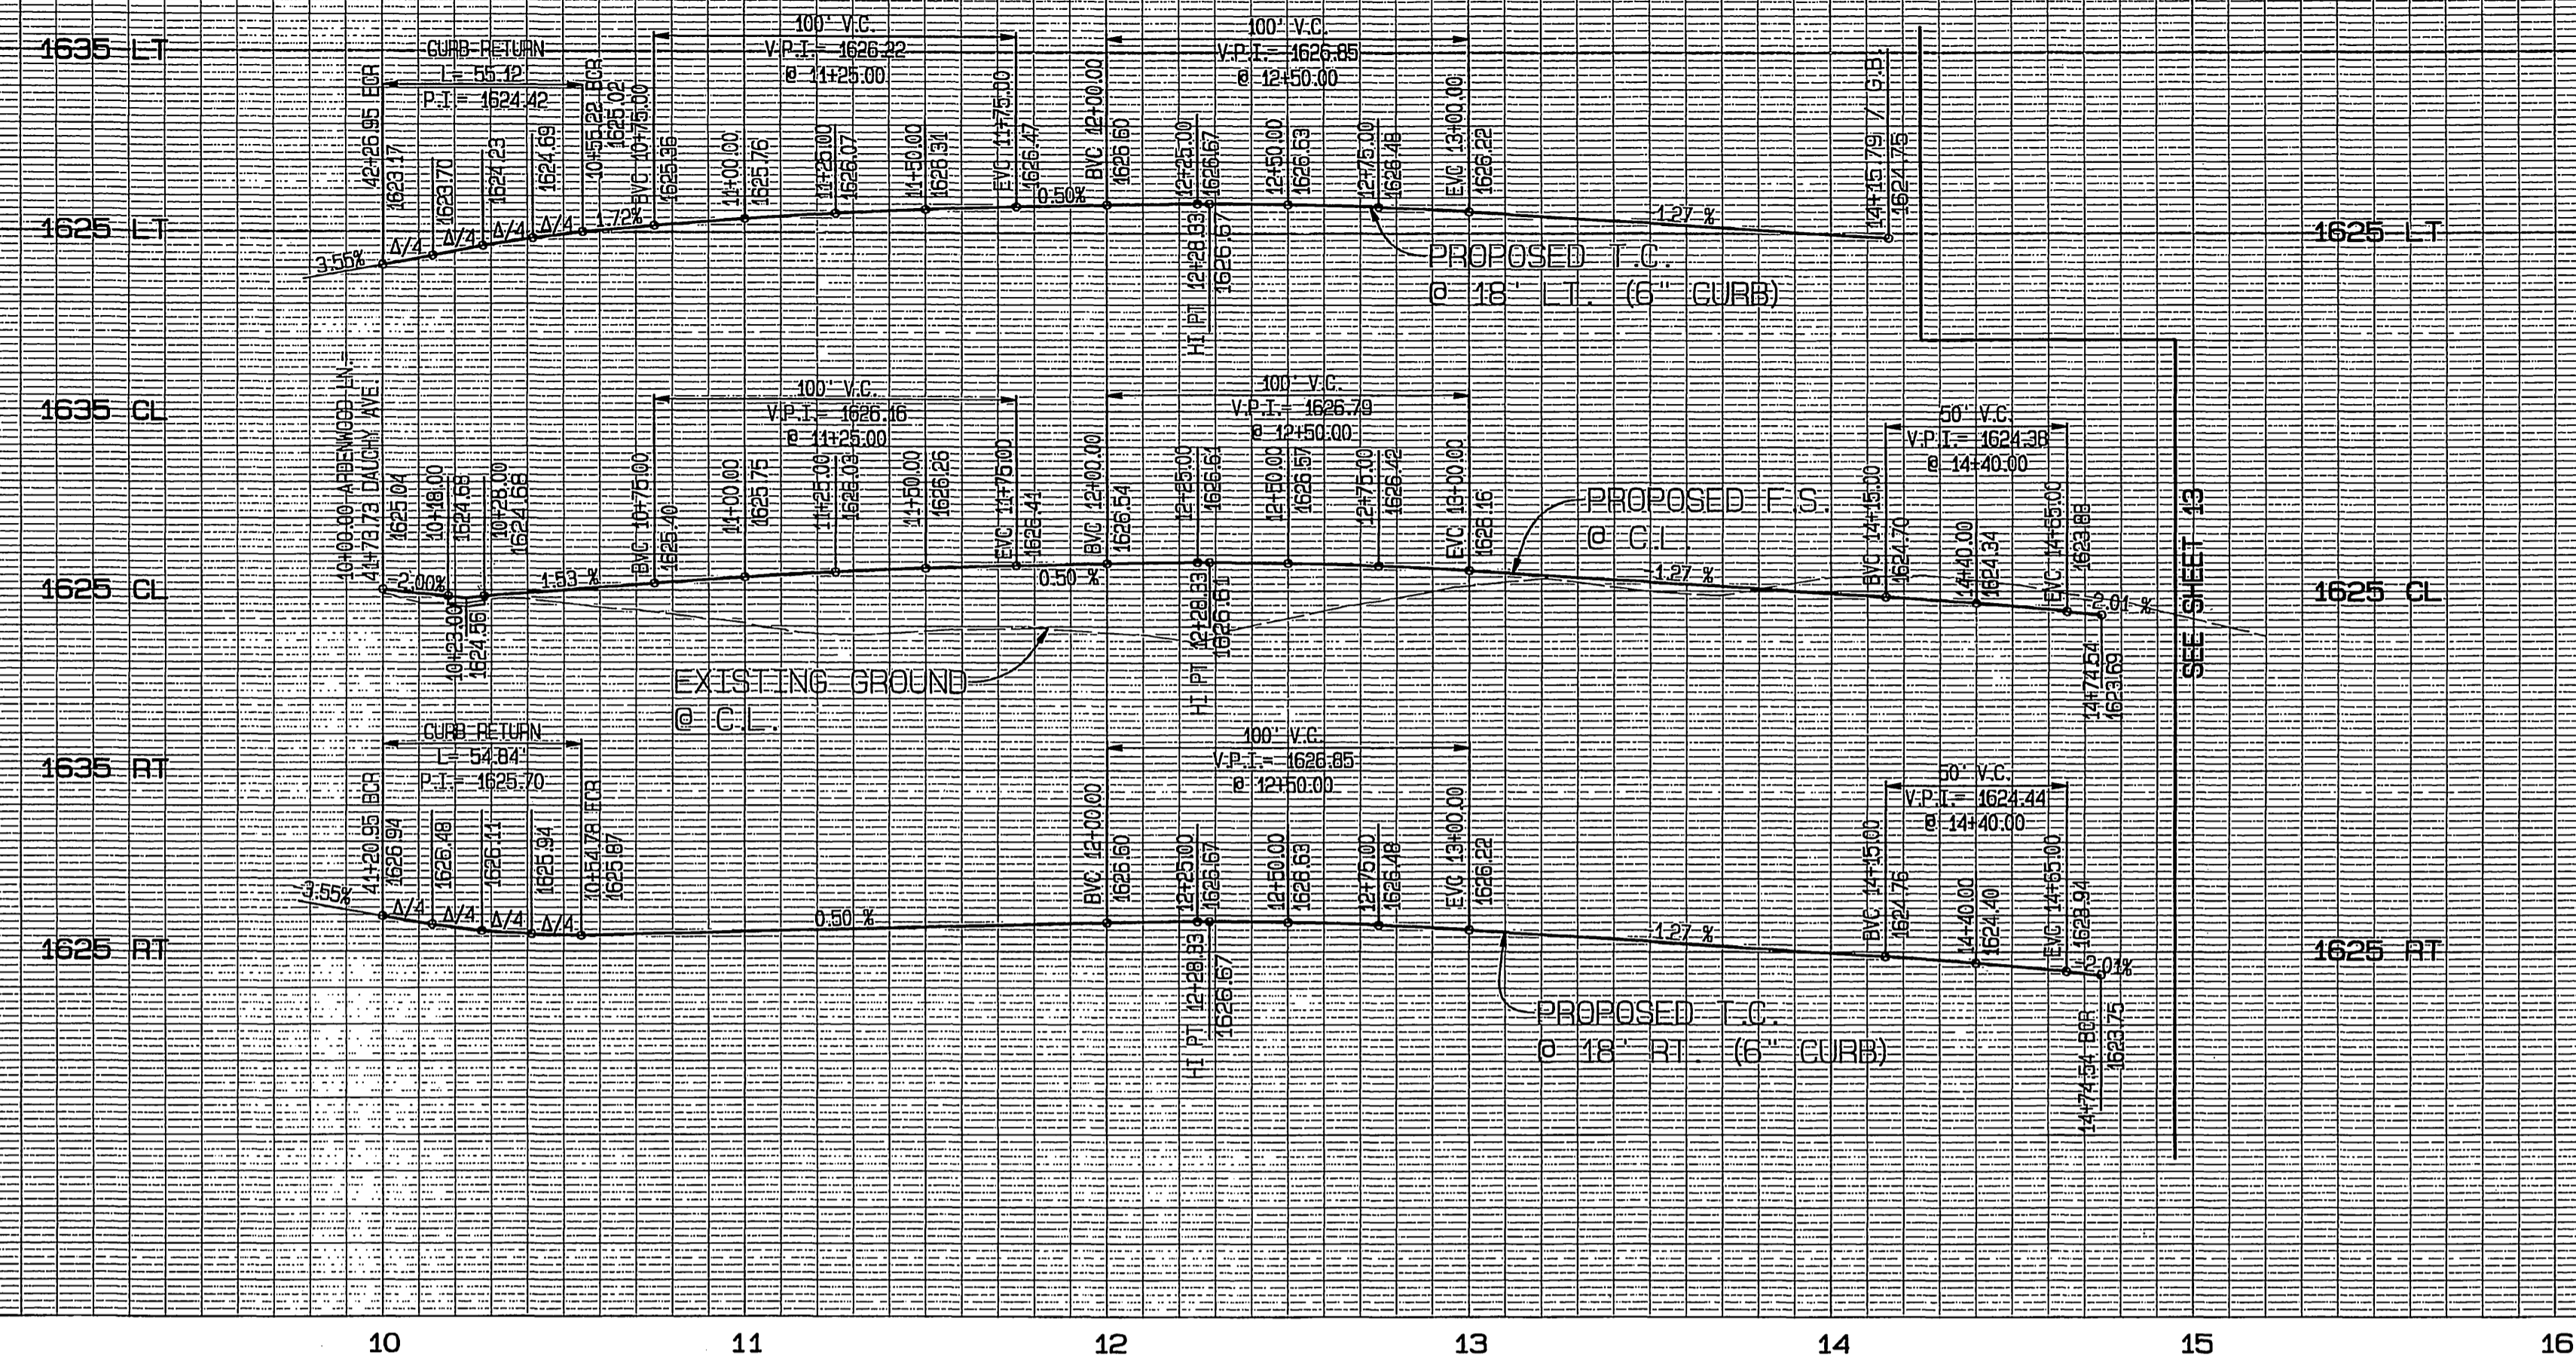 1635 LT
CURB RETURN
L= 55.12
P.I.= 1624.42
42+26.95 ECR
1623.17
1623.70
1624.23
1624.69
10+55.22 BCR
1625.02
100' V.C.
V.P.I.= 1626.22
@ 11+25.00
BVC 10+75.00
1625.36
11+00.00
1625.76
11+25.00
1626.07
11+50.00
1626.31
EVC 11+75.00
1626.47
100' V.C.
V.P.I.= 1626.85
@ 12+50.00
BVC 12+00.00
1626.60
12+25.00
1626.67
12+50.00
1626.63
12+75.00
1626.48
EVC 13+00.00
1626.22
14+15.79 / G.B.
1624.75
1625 LT
3.55%
Δ/4
Δ/4
Δ/4
Δ/4
1.72%
0.50%
-1.27 %
HI PT 12+28.33
1626.67
PROPOSED T.C.
@ 18' LT. (6" CURB)
1625 LT
1635 CL
10+00.00 ARDENWOOD LN.=
41+73.73 DAUCHY AVE.
1625.04
10+18.00
1624.68
10+28.00
1624.68
100' V.C.
V.P.I.= 1626.16
@ 11+25.00
BVC 10+75.00
1625.40
11+00.00
1625.75
11+25.00
1626.03
11+50.00
1626.26
EVC 11+75.00
1626.41
100' V.C.
V.P.I.= 1626.79
@ 12+50.00
BVC 12+00.00
1626.54
12+25.00
1626.61
12+50.00
1626.57
12+75.00
1626.42
EVC 13+00.00
1626.16
PROPOSED F.S.
@ C.L.
50' V.C.
V.P.I.= 1624.38
@ 14+40.00
BVC 14+15.00
1624.70
14+40.00
1624.34
EVC 14+65.00
1623.88
1625 CL
-2.00%
1.53 %
0.50 %
-1.27 %
-2.01 %
10+23.00
1624.56
HI PT 12+28.33
1626.61
14+74.54
1623.69
EXISTING GROUND
@ C.L.
1625 CL
SEE SHEET 13
1635 RT
CURB RETURN
L= 54.84'
P.I.= 1625.70
41+20.95 BCR
1626.94
1626.48
1626.11
1625.94
10+54.78 ECR
1625.87
100' V.C.
V.P.I.= 1626.85
@ 12+50.00
BVC 12+00.00
1626.60
12+25.00
1626.67
12+50.00
1626.63
12+75.00
1626.48
EVC 13+00.00
1626.22
50' V.C.
V.P.I.= 1624.44
@ 14+40.00
BVC 14+15.00
1624.76
14+40.00
1624.40
EVC 14+65.00
1623.94
1625 RT
-3.55%
Δ/4
Δ/4
Δ/4
Δ/4
0.50 %
-1.27 %
-2.01%
HI PT 12+28.33
1626.67
PROPOSED T.C.
@ 18' RT. (6" CURB)
14+74.54 BCR
1623.75
1625 RT
10 11 12 13 14 15 16